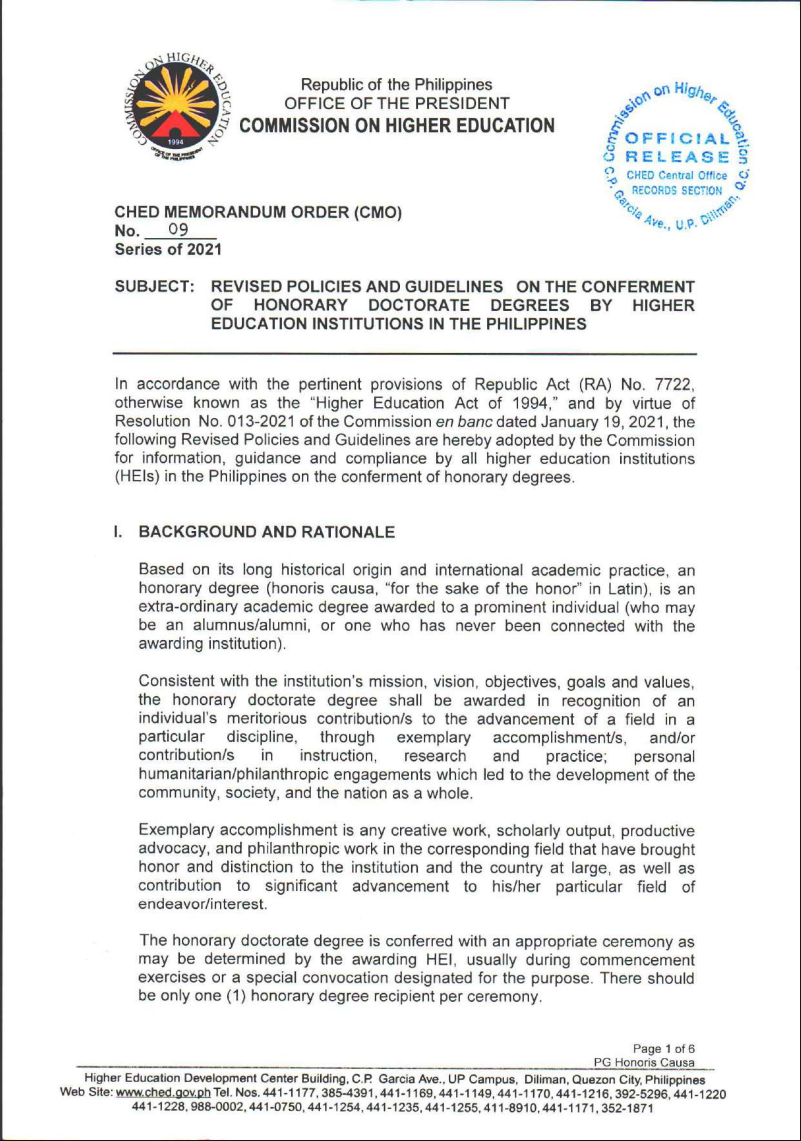 COMMISSION ON HIGHER EDUCATION
1994
OFFICE OF THE PRESIDENT
OF THE PHILIPPINES
Republic of the Philippines
OFFICE OF THE PRESIDENT
COMMISSION ON HIGHER EDUCATION
Commission on Higher Education
OFFICIAL
RELEASE
CHED Central Office
RECORDS SECTION
C.P. Garcia Ave., U.P. Diliman, Q.C.
CHED MEMORANDUM ORDER (CMO)
No. 09
Series of 2021
SUBJECT: REVISED POLICIES AND GUIDELINES ON THE CONFERMENT
OF HONORARY DOCTORATE DEGREES BY HIGHER
EDUCATION INSTITUTIONS IN THE PHILIPPINES
In accordance with the pertinent provisions of Republic Act (RA) No. 7722,
otherwise known as the “Higher Education Act of 1994,” and by virtue of
Resolution No. 013-2021 of the Commission en banc dated January 19, 2021, the
following Revised Policies and Guidelines are hereby adopted by the Commission
for information, guidance and compliance by all higher education institutions
(HEIs) in the Philippines on the conferment of honorary degrees.
I. BACKGROUND AND RATIONALE
Based on its long historical origin and international academic practice, an
honorary degree (honoris causa, “for the sake of the honor” in Latin), is an
extra-ordinary academic degree awarded to a prominent individual (who may
be an alumnus/alumni, or one who has never been connected with the
awarding institution).
Consistent with the institution's mission, vision, objectives, goals and values,
the honorary doctorate degree shall be awarded in recognition of an
individual's meritorious contribution/s to the advancement of a field in a
particular discipline, through exemplary accomplishment/s, and/or
contribution/s in instruction, research and practice; personal
humanitarian/philanthropic engagements which led to the development of the
community, society, and the nation as a whole.
Exemplary accomplishment is any creative work, scholarly output, productive
advocacy, and philanthropic work in the corresponding field that have brought
honor and distinction to the institution and the country at large, as well as
contribution to significant advancement to his/her particular field of
endeavor/interest.
The honorary doctorate degree is conferred with an appropriate ceremony as
may be determined by the awarding HEI, usually during commencement
exercises or a special convocation designated for the purpose. There should
be only one (1) honorary degree recipient per ceremony.
Page 1 of 6
PG Honoris Causa
Higher Education Development Center Building, C.P. Garcia Ave., UP Campus, Diliman, Quezon City, Philippines
Web Site: www.ched.gov.ph Tel. Nos. 441-1177, 385-4391, 441-1169, 441-1149, 441-1170, 441-1216, 392-5296, 441-1220
441-1228, 988-0002, 441-0750, 441-1254, 441-1235, 441-1255, 411-8910, 441-1171, 352-1871